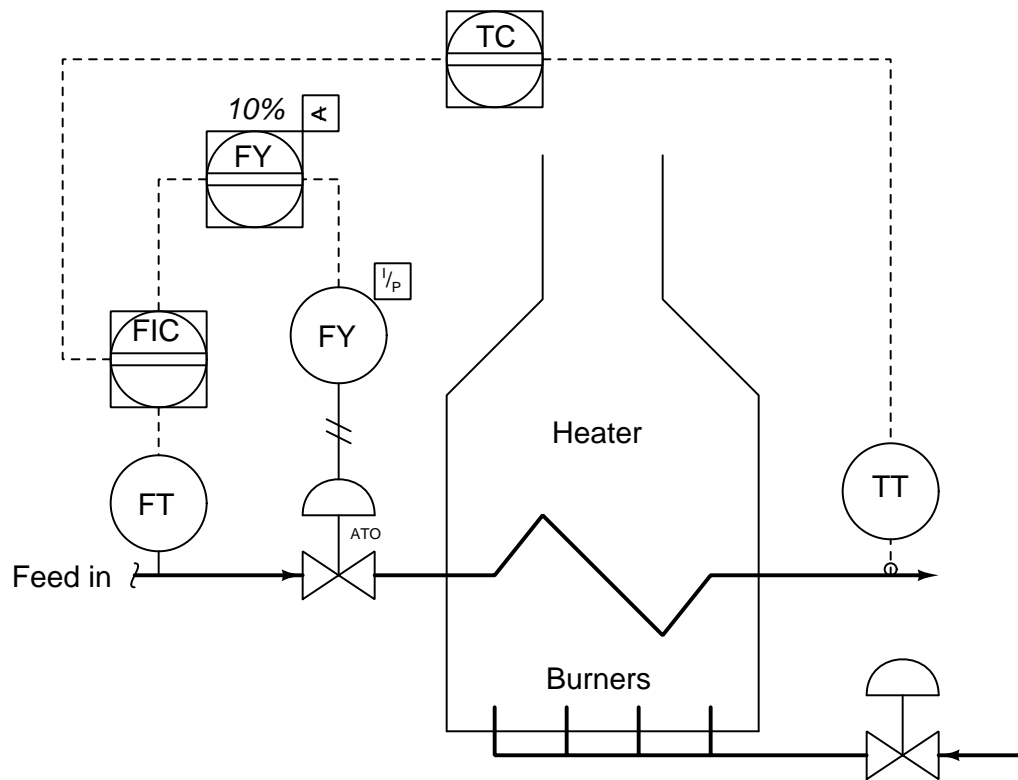 TC
10%
≮
FY
I/P
FIC
FY
Heater
FT
TT
ATO
Feed in
Burners